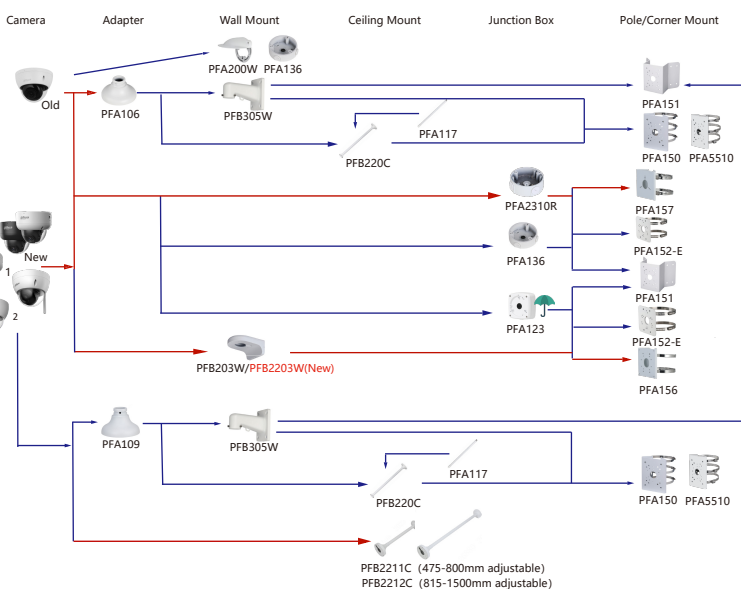 Camera Adapter Wall Mount Ceiling Mount Junction Box Pole/Corner Mount
PFA200W PFA136
Old
PFA106
PFB305W
PFA117
PFB220C
PFA151
PFA150 PFA5510
PFA2310R
PFA157
New
1
PFA136
PFA152-E
2
PFA123
PFA151
PFA152-E
PFB203W/PFB2203W(New)
PFA156
PFA109
PFB305W
PFA117
PFB220C
PFA150 PFA5510
PFB2211C (475-800mm adjustable)
PFB2212C (815-1500mm adjustable)